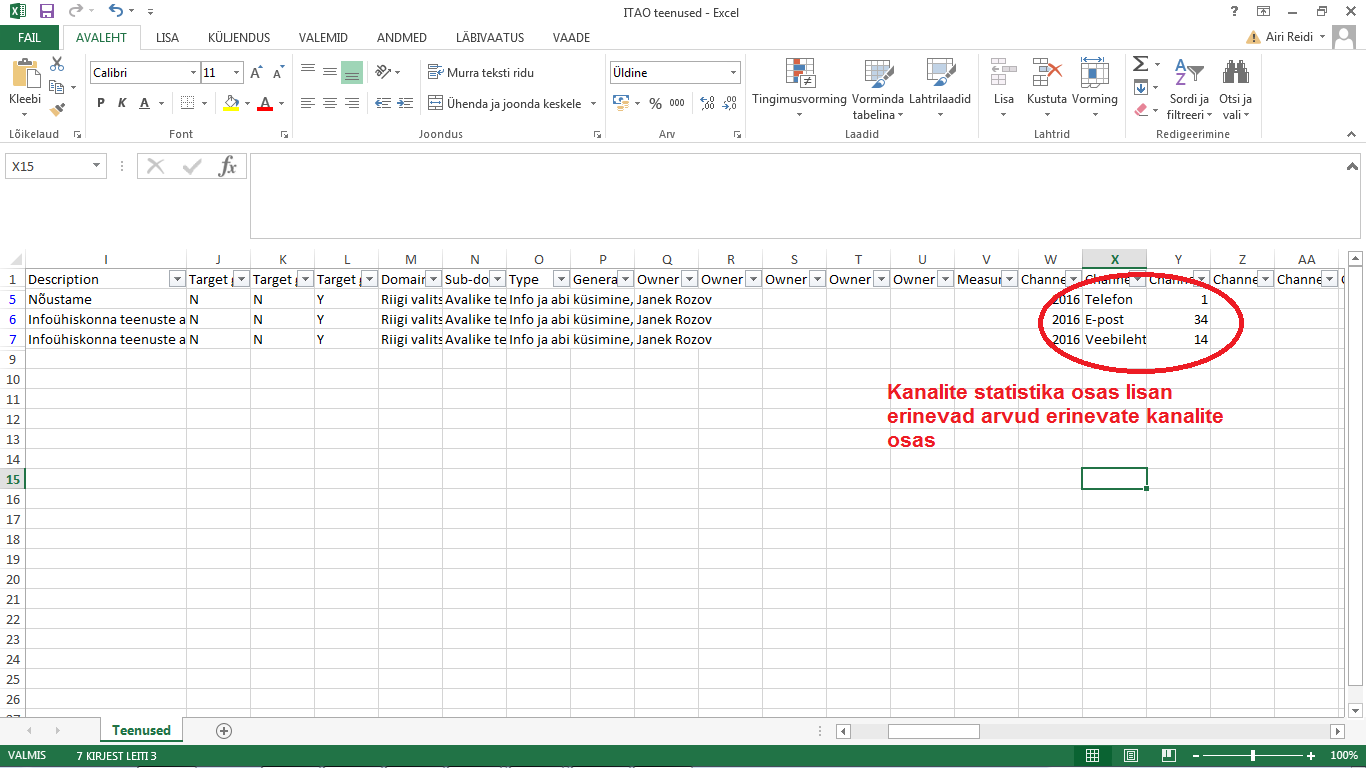 ITAO teenused - Excel
FAIL AVALEHT LISA KÜLJENDUS VALEMID ANDMED LÄBIVAATUS VAADE Airi Reidi
Kleebi
Lõikelaud
Calibri 11
P K A
Font
Murra teksti ridu
Ühenda ja joonda keskele
Joondus
Üldine
% 000
Arv
Tingimusvorming
Vorminda tabelina
Lahtrilaadid
Laadid
Lisa Kustuta Vorming
Lahtrid
Sordi ja filtreeri
Otsi ja vali
Redigeerimine
X15
fx
I J K L M N O P Q R S T U V W X Y Z AA
1 Description Target g Target g Target g Domain Sub-do Type Genera Owner Owner Owner Owner Owner Measur Channe Channe Channe Channe Channe
5 Nõustame N N Y Riigi valits Avalike te Info ja abi küsimine, Janek Rozov 2016 Telefon 1
6 Infoühiskonna teenuste a N N Y Riigi valits Avalike te Info ja abi küsimine, Janek Rozov 2016 E-post 34
7 Infoühiskonna teenuste a N N Y Riigi valits Avalike te Info ja abi küsimine, Janek Rozov 2016 Veebileht 14
9
10
11
12
13
14
15
16
17
18
19
20
21
22
23
24
25
26
Kanalite statistika osas lisan
erinevad arvud erinevate kanalite
osas
Teenused
VALMIS 7 KIRJEST LEITI 3 100%